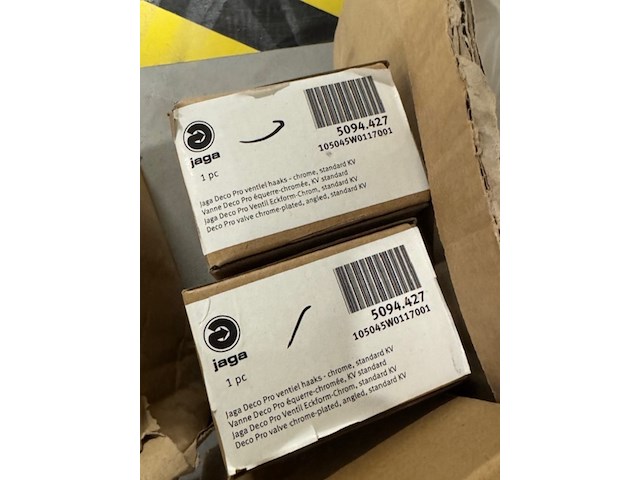 jaga
1 pc
5094.427
105045W0117001
Jaga Deco Pro ventiel haaks - chrome, standard KV
Vanne Deco Pro équerre-chromée, KV standard
Jaga Deco Pro Ventil Eckform-Chrom, standard KV
Deco Pro valve chrome-plated, angled, standard KV
jaga
1 pc
5094.427
105045W0117001
Jaga Deco Pro ventiel haaks - chrome, standard KV
Vanne Deco Pro équerre-chromée, KV standard
Jaga Deco Pro Ventil Eckform-Chrom, standard KV
Deco Pro valve chrome-plated, angled, standard KV